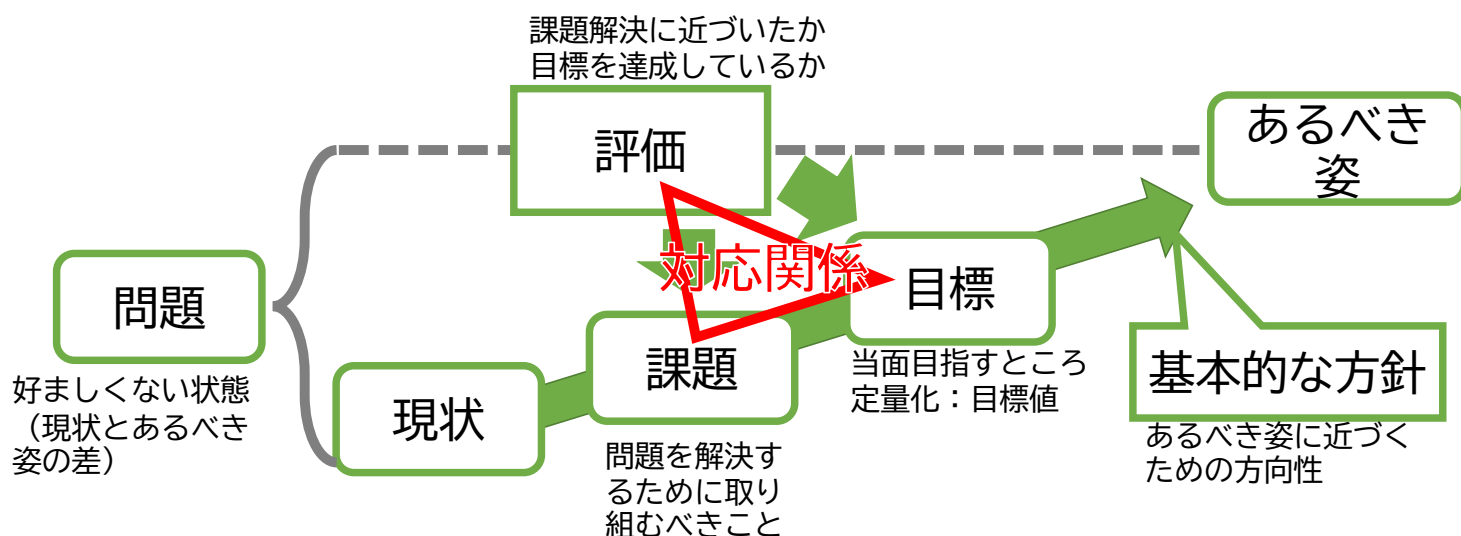 課題解決に近づいたか
目標を達成しているか
評価
あるべき
姿
対応関係
問題
好ましくない状態
（現状とあるべき
姿の差）
現状
課題
問題を解決す
るために取り
組むべきこと
目標
当面目指すところ
定量化：目標値
基本的な方針
あるべき姿に近づく
ための方向性